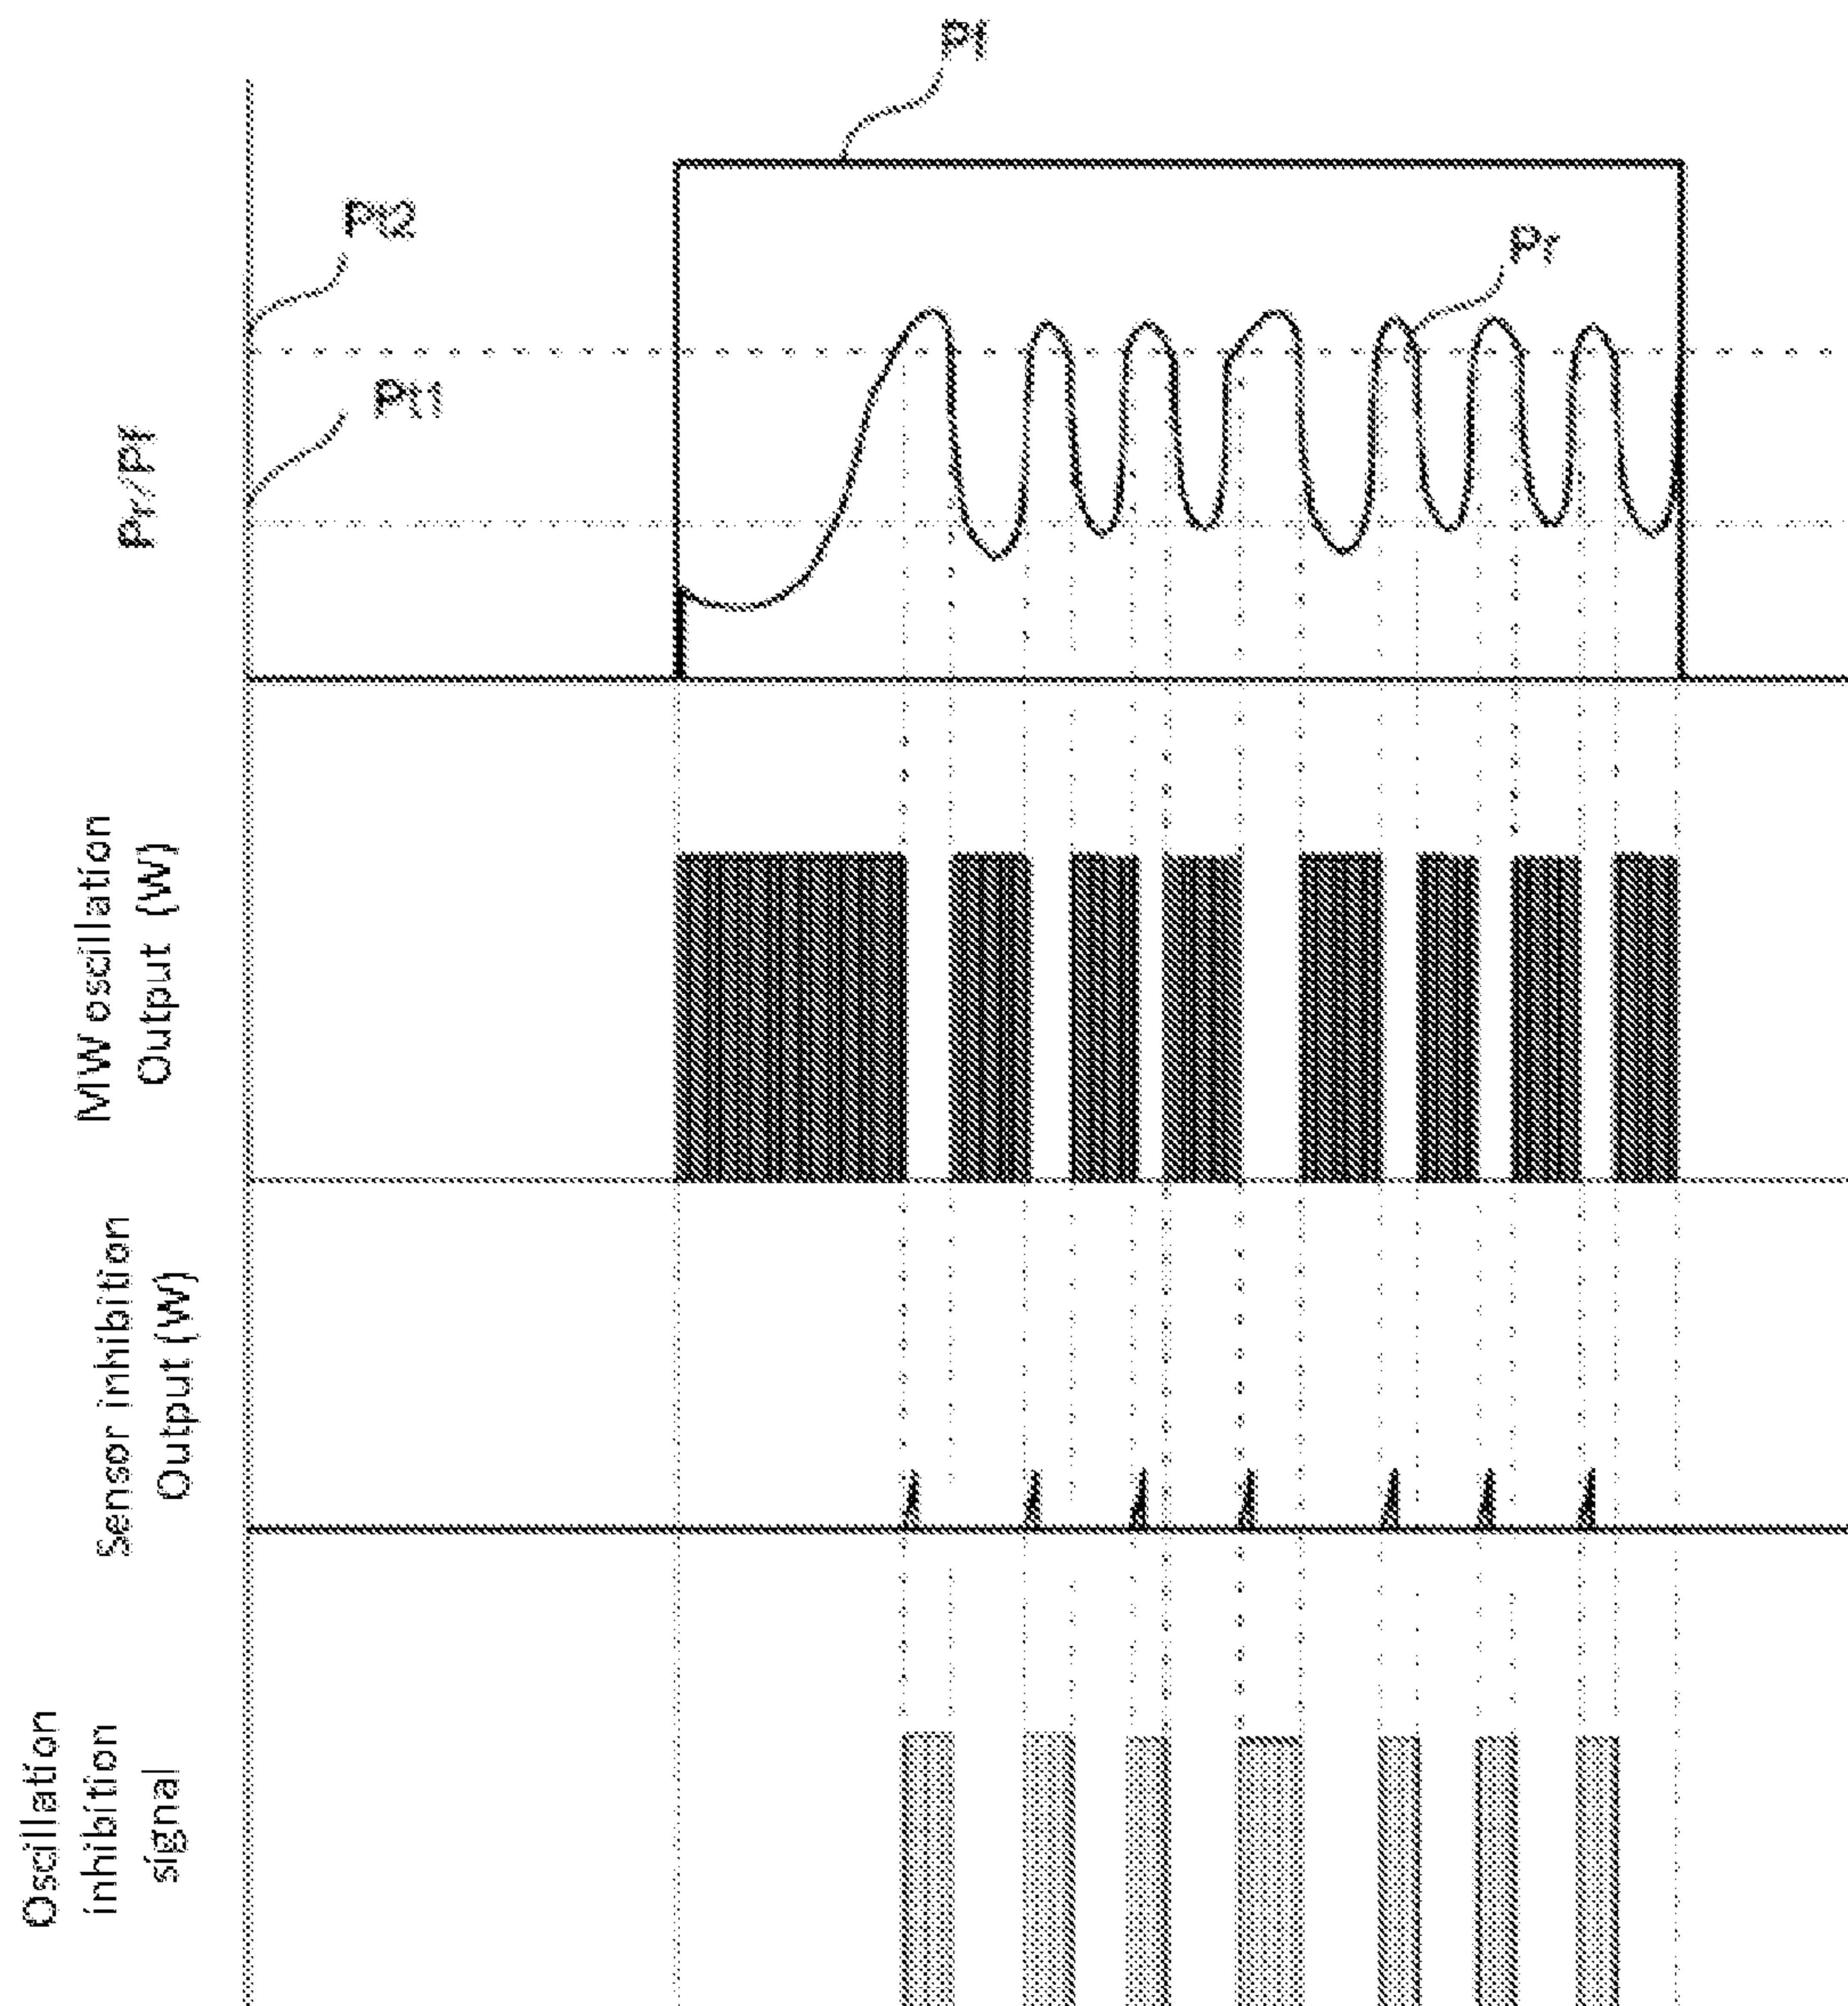 Pf
Pt2
Pr
Pt1
Pr/Pf
MW oscillation
Output (W)
Sensor inhibition
Output (W)
Oscillation
inhibition
signal